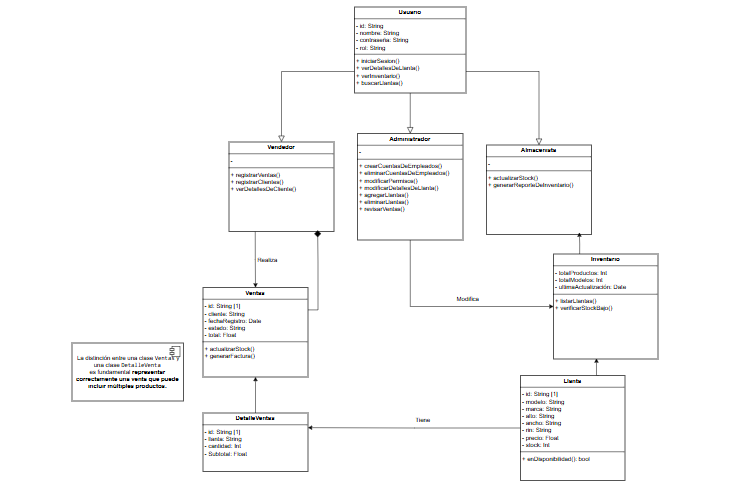 Usuario
- id: String
- nombre: String
- contraseña: String
- rol: String
+ iniciarSesion()
+ verDetallesDeLlanta()
+ verInventario()
+ buscarLlantas()
Vendedor
-
+ registrarVentas()
+ registrarClientes()
+ verDetallesDeCliente()
Administrador
-
+ crearCuentasDeEmpleados()
+ eliminarCuentasDeEmpleados()
+ modificarPermisos()
+ modificarDetallesDeLlanta()
+ agregarLlantas()
+ eliminarLlantas()
+ revisarVentas()
Almacenista
-
+ actualizarStock()
+ generarReporteDeInventario()
Realiza
Inventario
- totalProductos: Int
- totalModelos: Int
- ultimaActualización: Date
+ listarLlantas()
+ verificarStockBajo()
Modifica
Ventas
- id: String [1]
- cliente: String
- fechaRegistro: Date
- estado: String
- total: Float
+ actualizarStock()
+ generarFactura()
La distinción entre una clase Venta y
una clase DetalleVenta
es fundamental representar
correctamente una venta que puede
incluir múltiples productos.
Llanta
- id: String [1]
- modelo: String
- marca: String
- alto: String
- ancho: String
- rin: String
- precio: Float
- stock: Int
+ enDisponibilidad(): bool
Tiene
DetalleVentas
- id: String [1]
- llanta: String
- cantidad: Int
- Subtotal: Float